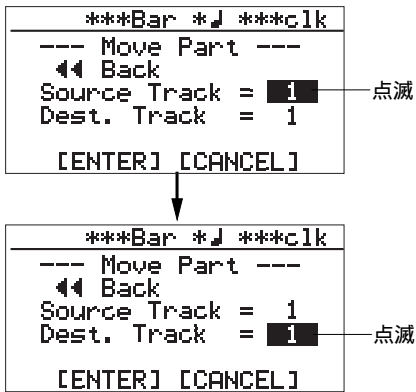 ***Bar *♩ ***clk
--- Move Part ---
◀◀ Back
Source Track = 1
点滅
Dest. Track = 1
[ENTER] [CANCEL]
***Bar *♩ ***clk
--- Move Part ---
◀◀ Back
Source Track = 1
Dest. Track = 1
点滅
[ENTER] [CANCEL]